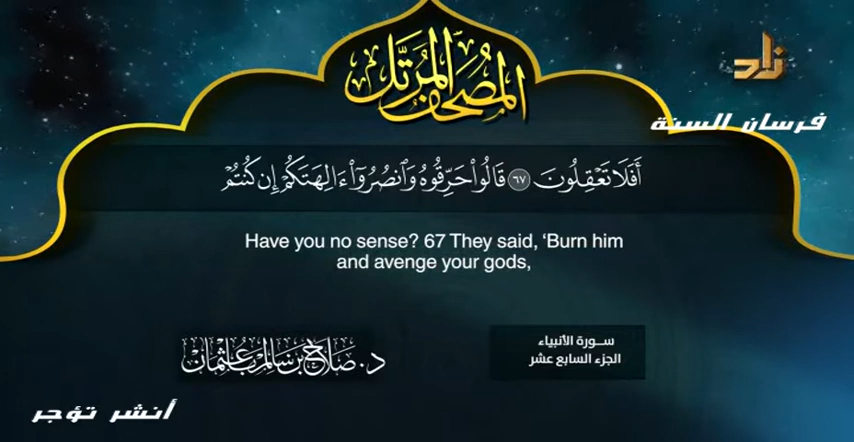 المصحف المرتل
زاد
فرسان السنة
أَفَلَا تَعْقِلُونَ ٦٧ قَالُوا۟ حَرِّقُوهُ وَٱنصُرُوٓا۟ ءَالِهَتَكُمْ إِن كُنتُمْ
Have you no sense? 67 They said, ‘Burn him
and avenge your gods,
د. صلاح بن سالم باعثمان
سـورة الأنبياء
الجزء السابع عشر
أنشر تؤجر